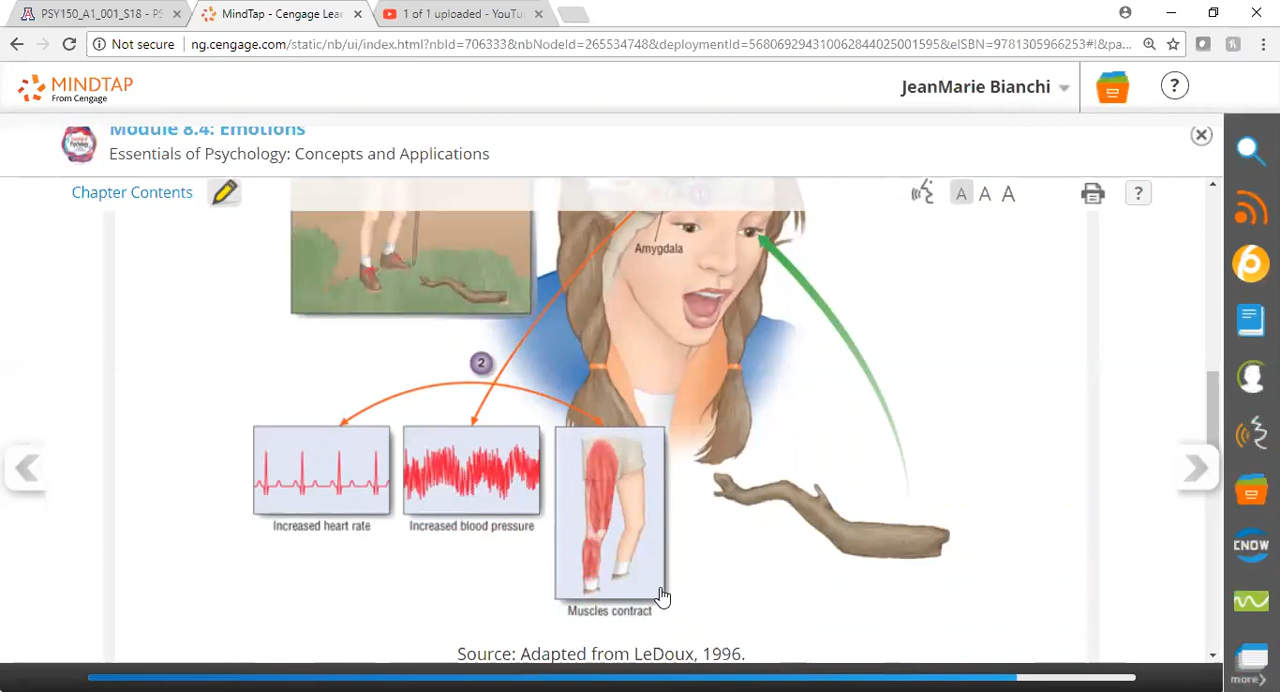 PSY150_A1_001_S18 - PS
MindTap - Cengage Lea
1 of 1 uploaded - YouTu
Not secure
ng.cengage.com/static/nb/ui/index.html?nbId=706333&nbNodeId=265534748&deploymentId=568069294310062844025001595&eISBN=9781305966253#!&pa...
MINDTAP
From Cengage
JeanMarie Bianchi
?
Module 8.4: Emotions
Essentials of Psychology: Concepts and Applications
Chapter Contents
A A A
?
Amygdala
2
Increased heart rate
Increased blood pressure
Muscles contract
Source: Adapted from LeDoux, 1996.
CNOW
more